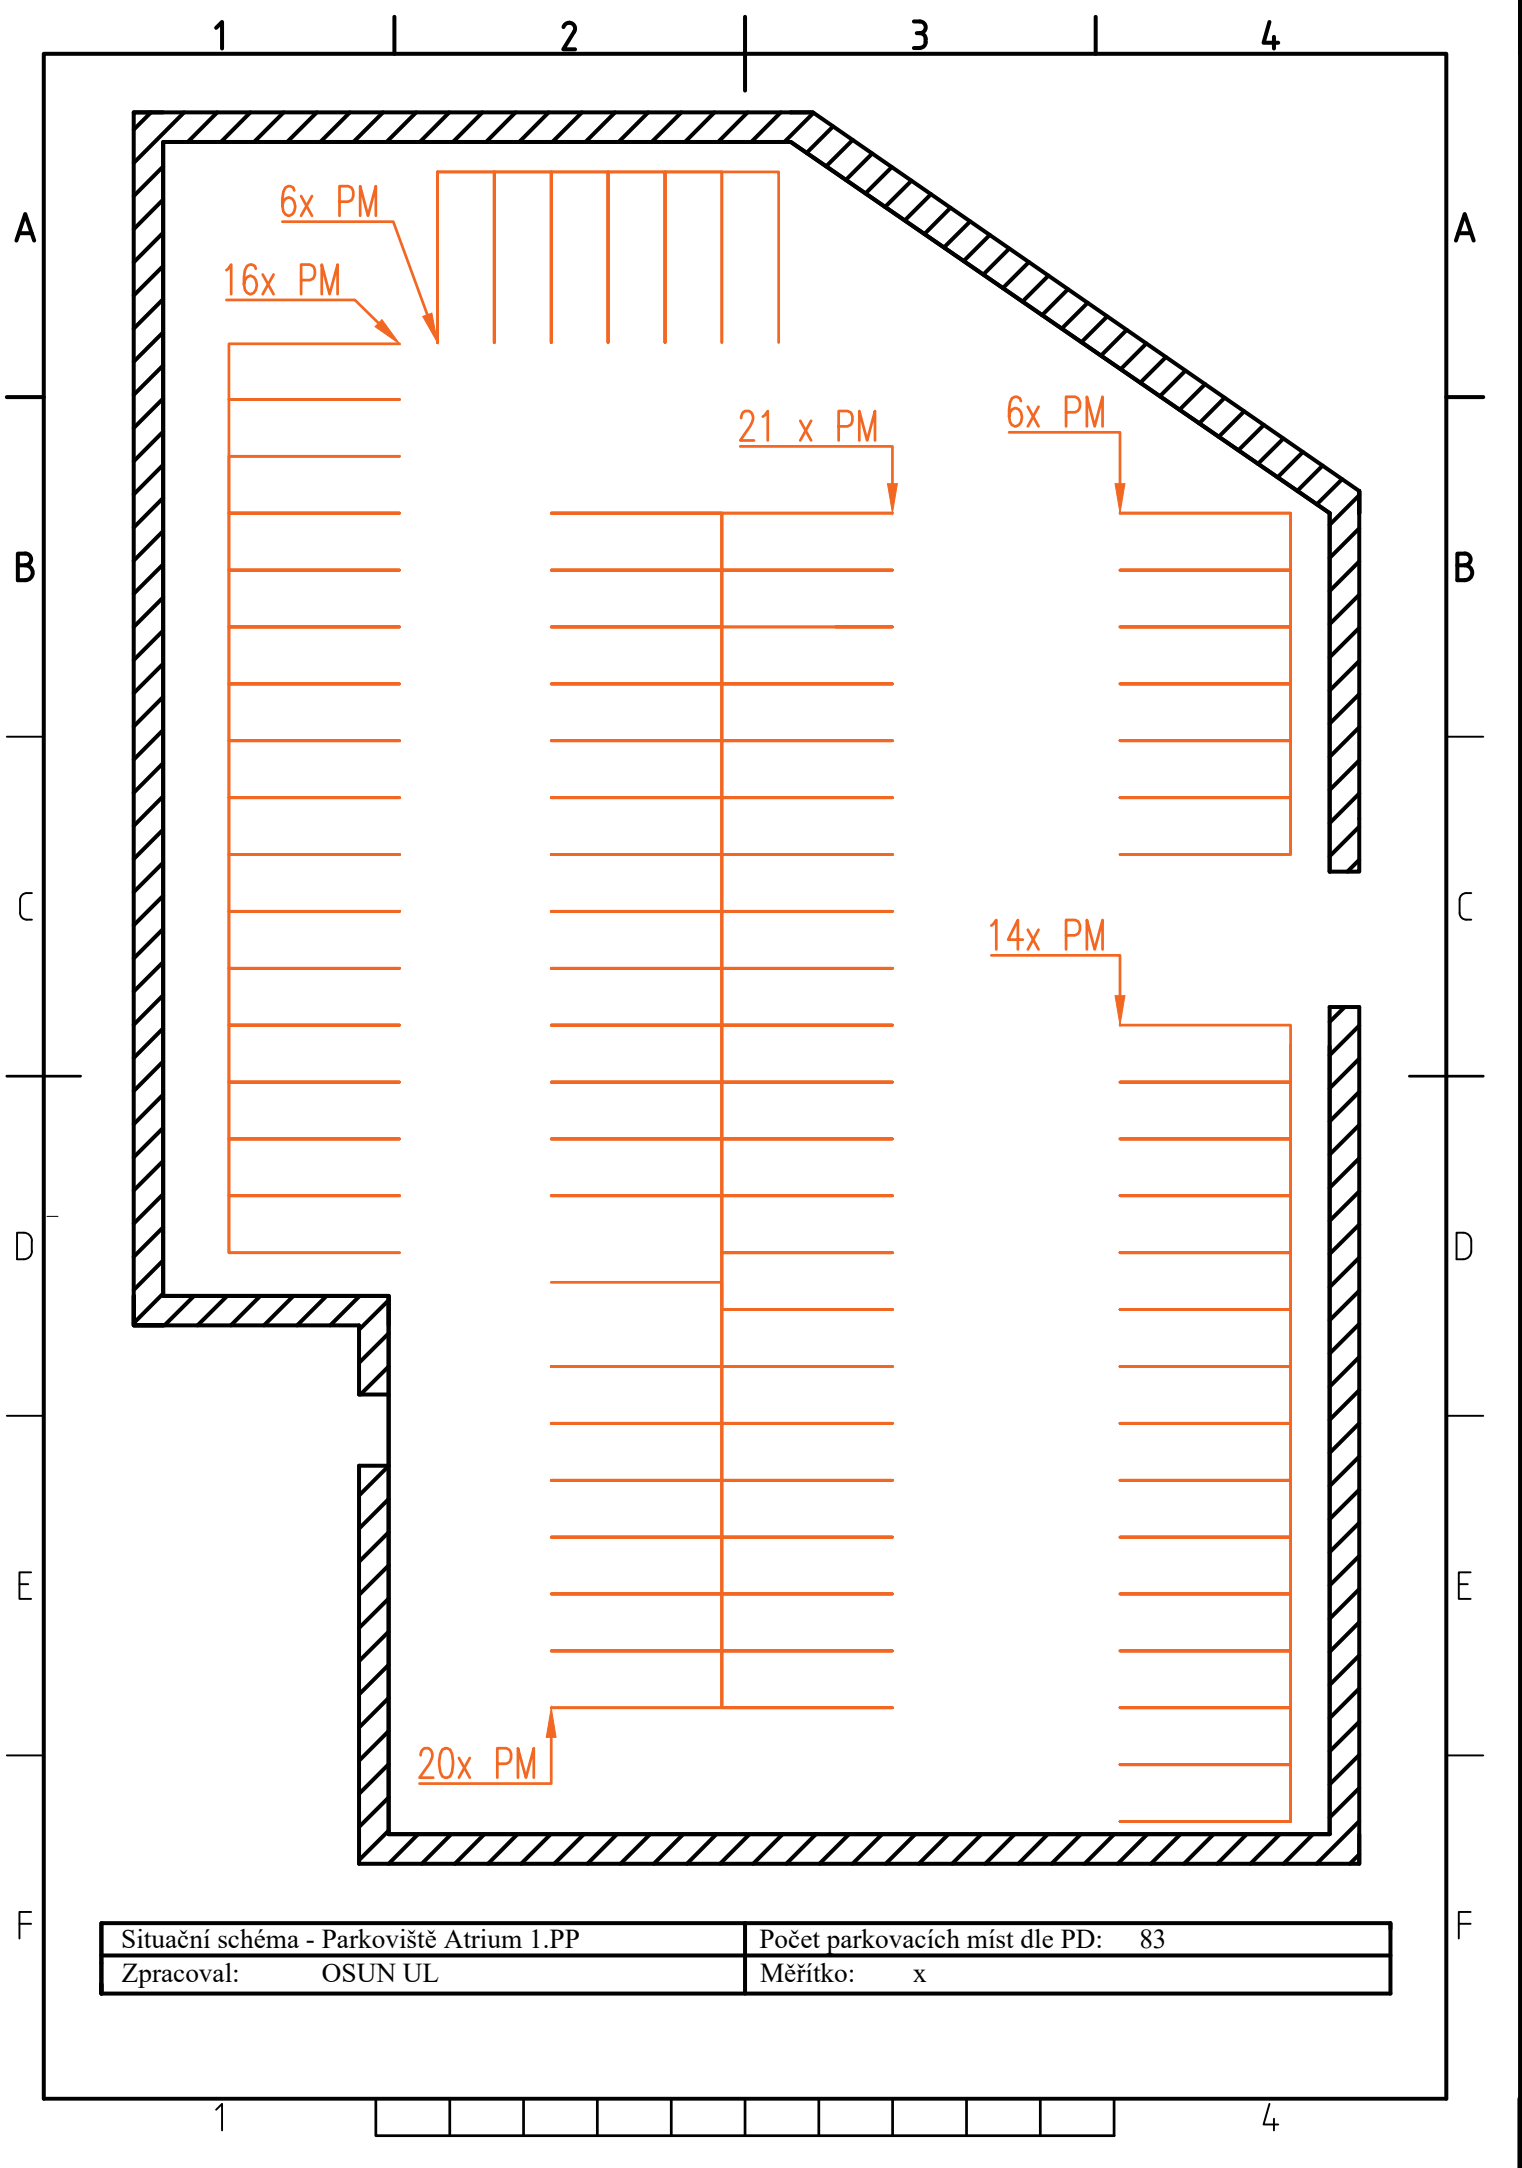 1 2 3 4
A A
6x PM
16x PM
21 x PM
6x PM
B B
C C
14x PM
D D
E E
20x PM
F F
Situační schéma - Parkoviště Atrium 1.PP Počet parkovacích míst dle PD: 83
Zpracoval: OSUN UL Měřítko: x
1 4